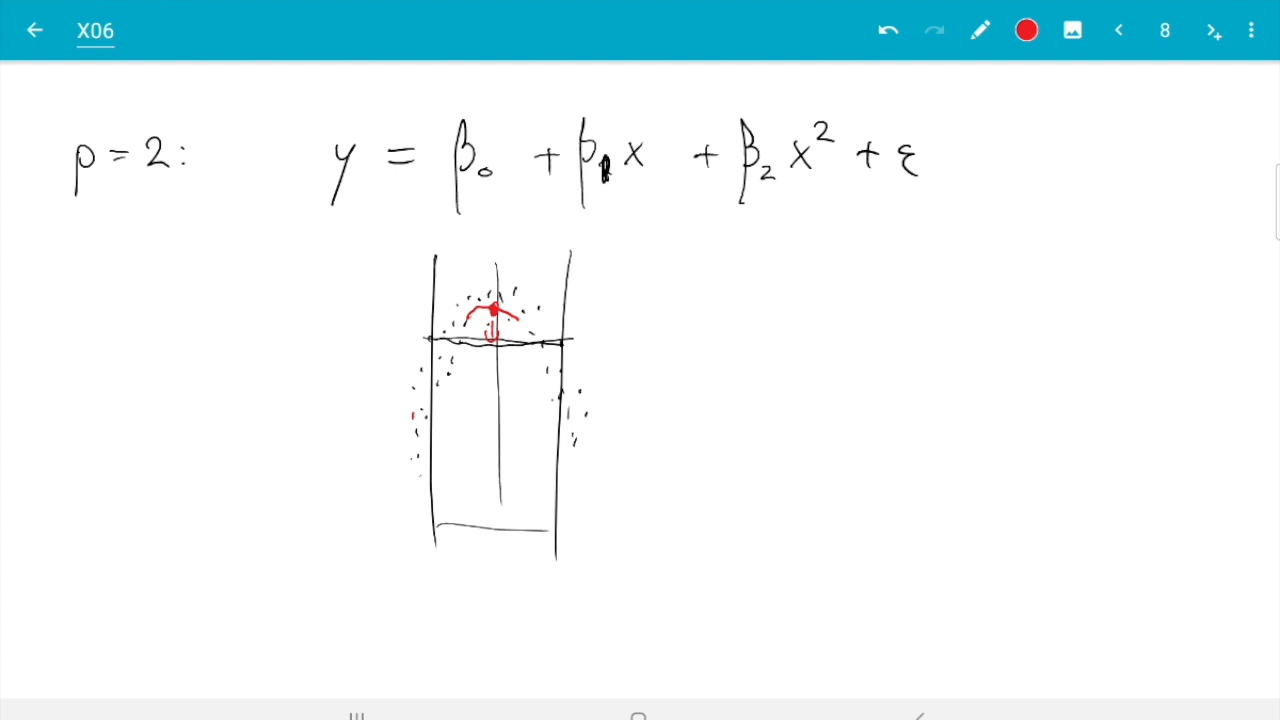 X06
8
p = 2: y = β₀ + β₁x + β₂x² + ε